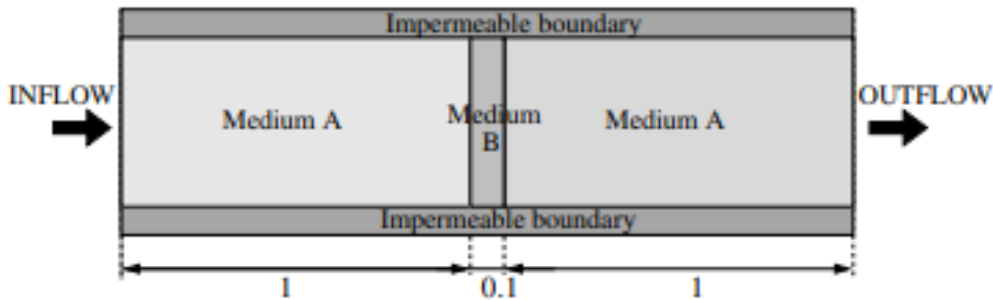 Impermeable boundary
INFLOW
OUTFLOW
Medium A
Medium
B
Medium A
Impermeable boundary
1
0.1
1